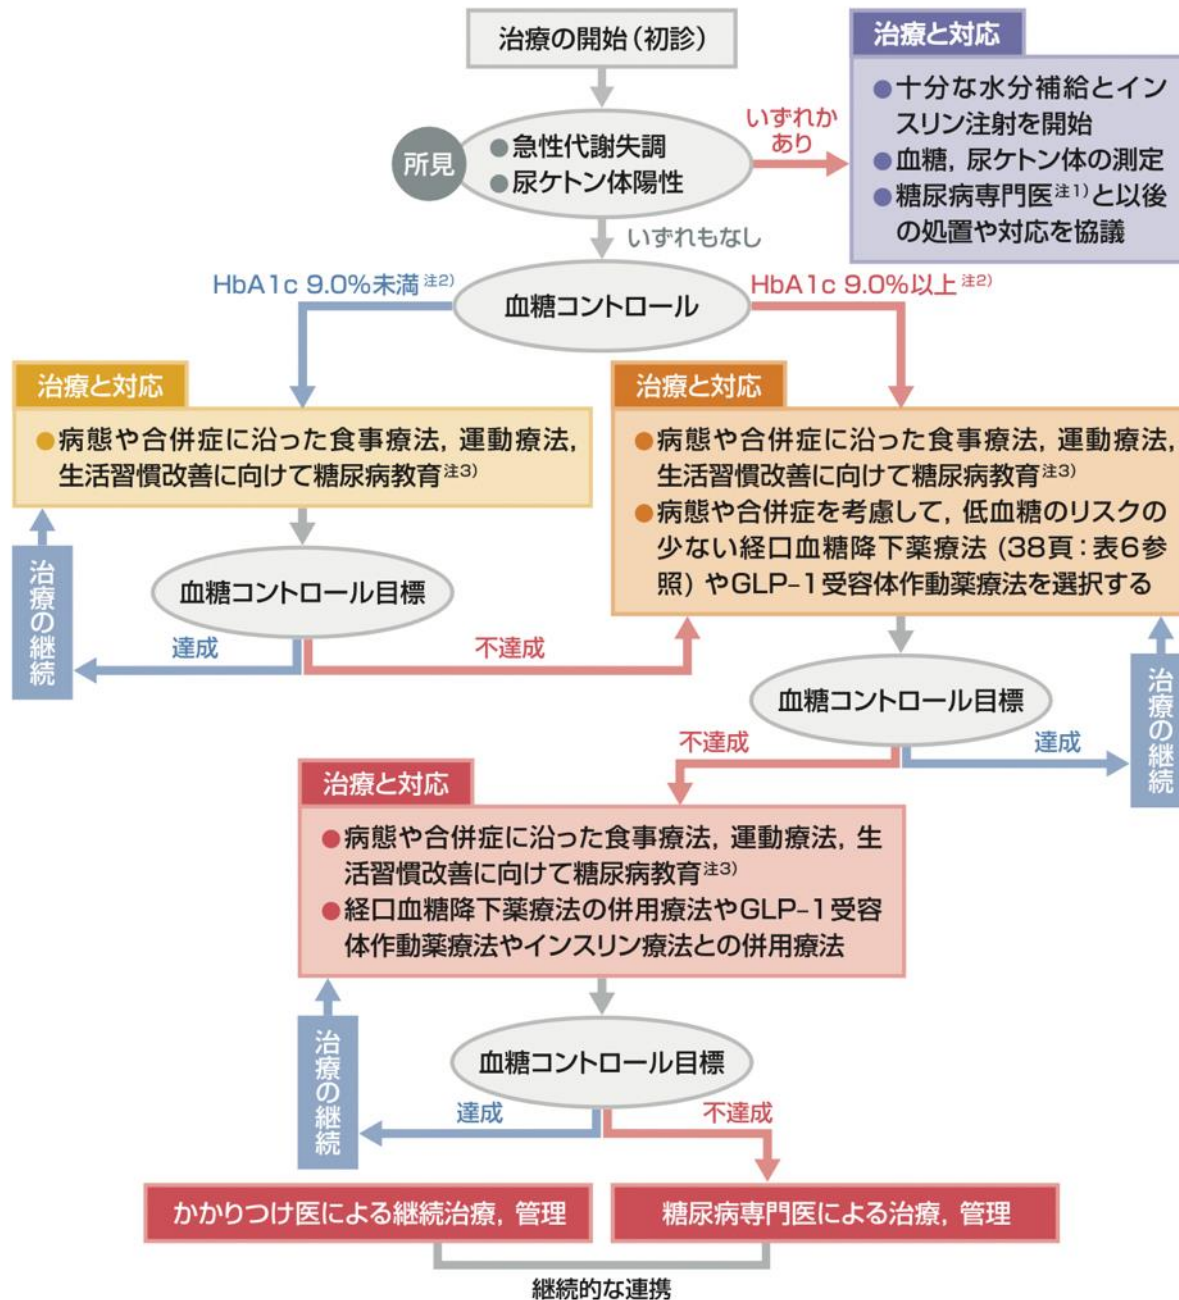 治療の開始（初診）
所見
●急性代謝失調
●尿ケトン体陽性
いずれか
あり
治療と対応
●十分な水分補給とイン
スリン注射を開始
●血糖，尿ケトン体の測定
●糖尿病専門医注1）と以後
の処置や対応を協議
いずれもなし
血糖コントロール
HbA1c 9.0%未満注2）
HbA1c 9.0%以上注2）
治療と対応
●病態や合併症に沿った食事療法，運動療法，
生活習慣改善に向けて糖尿病教育注3）
血糖コントロール目標
達成
不達成
治療の継続
治療と対応
●病態や合併症に沿った食事療法，運動療法，
生活習慣改善に向けて糖尿病教育注3）
●病態や合併症を考慮して，低血糖のリスクの
少ない経口血糖降下薬療法（38頁：表6参
照）やGLP-1受容体作動薬療法を選択する
血糖コントロール目標
不達成
達成
治療の継続
治療と対応
●病態や合併症に沿った食事療法，運動療法，生
活習慣改善に向けて糖尿病教育注3）
●経口血糖降下薬療法の併用療法やGLP-1受容
体作動薬療法やインスリン療法との併用療法
血糖コントロール目標
達成
不達成
治療の継続
かかりつけ医による継続治療，管理
糖尿病専門医による治療，管理
継続的な連携